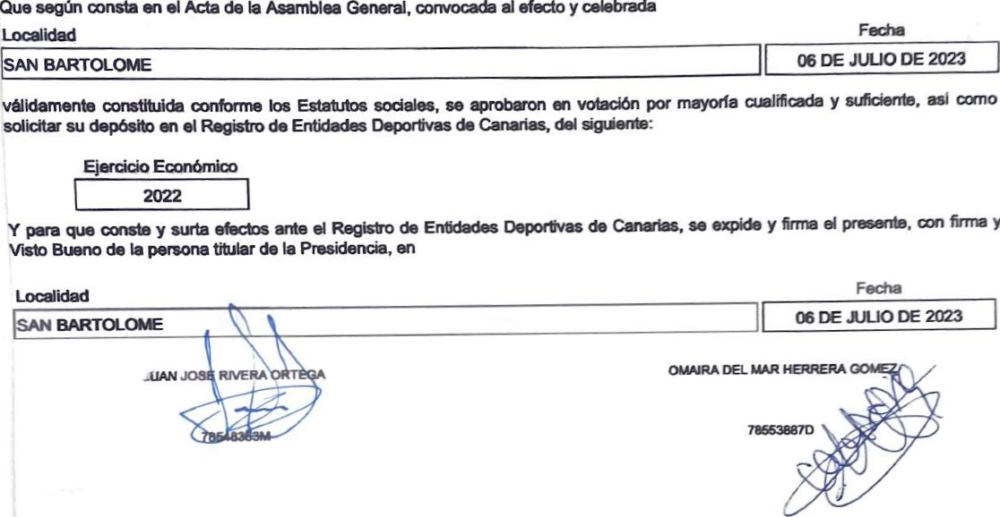 Que según consta en el Acta de la Asamblea General, convocada al efecto y celebrada
Localidad
Fecha
SAN BARTOLOME
06 DE JULIO DE 2023
válidamente constituida conforme los Estatutos sociales, se aprobaron en votación por mayoría cualificada y suficiente, así como
solicitar su depósito en el Registro de Entidades Deportivas de Canarias, del siguiente:
Ejercicio Económico
2022
Y para que conste y surta efectos ante el Registro de Entidades Deportivas de Canarias, se expide y firma el presente, con firma y
Visto Bueno de la persona titular de la Presidencia, en
Localidad
Fecha
SAN BARTOLOME
06 DE JULIO DE 2023
JUAN JOSE RIVERA ORTEGA
OMAIRA DEL MAR HERRERA GOMEZ
78553887D